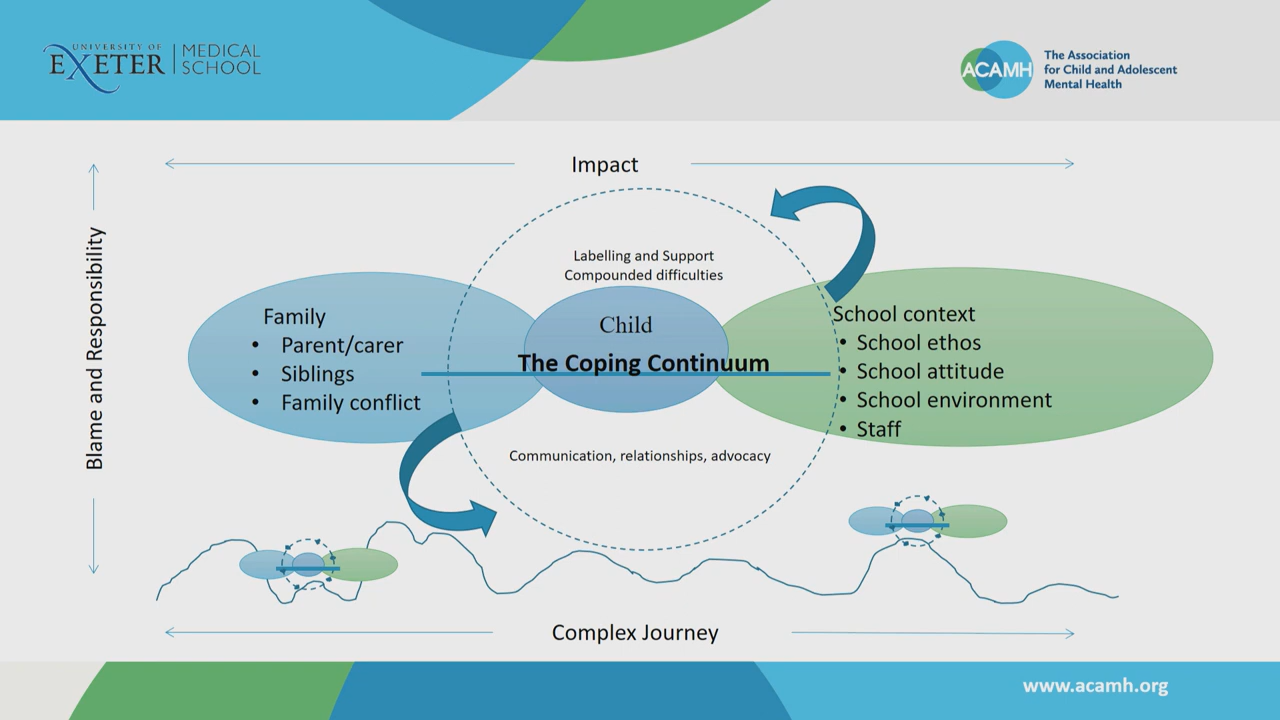 UNIVERSITY OF
EXETER
MEDICAL
SCHOOL
ACAMH
The Association
for Child and Adolescent
Mental Health
Impact
Blame and Responsibility
Labelling and Support
Compounded difficulties
Family
• Parent/carer
• Siblings
• Family conflict
Child
The Coping Continuum
School context
• School ethos
• School attitude
• School environment
• Staff
Communication, relationships, advocacy
Complex Journey
www.acamh.org